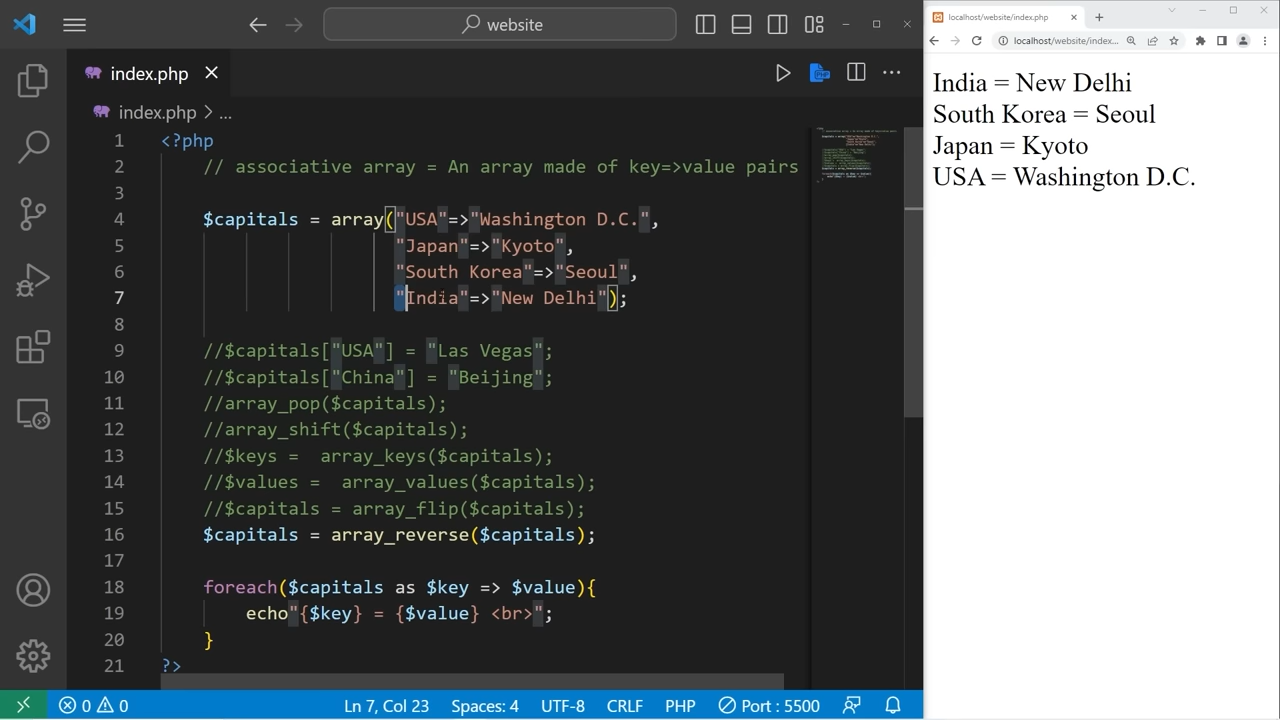 website
index.php
index.php > ...
1 <?php
2 // associative array = An array made of key=>value pairs
3
4 $capitals = array("USA"=>"Washington D.C.",
5 "Japan"=>"Kyoto",
6 "South Korea"=>"Seoul",
7 "India"=>"New Delhi");
8
9 //$capitals["USA"] = "Las Vegas";
10 //$capitals["China"] = "Beijing";
11 //array_pop($capitals);
12 //array_shift($capitals);
13 //$keys =  array_keys($capitals);
14 //$values =  array_values($capitals);
15 //$capitals = array_flip($capitals);
16 $capitals = array_reverse($capitals);
17
18 foreach($capitals as $key => $value){
19 echo"{$key} = {$value} <br>";
20 }
21 ?>
0 0 Ln 7, Col 23 Spaces: 4 UTF-8 CRLF PHP Port : 5500
localhost/website/index.php
localhost/website/index...
India = New Delhi
South Korea = Seoul
Japan = Kyoto
USA = Washington D.C.